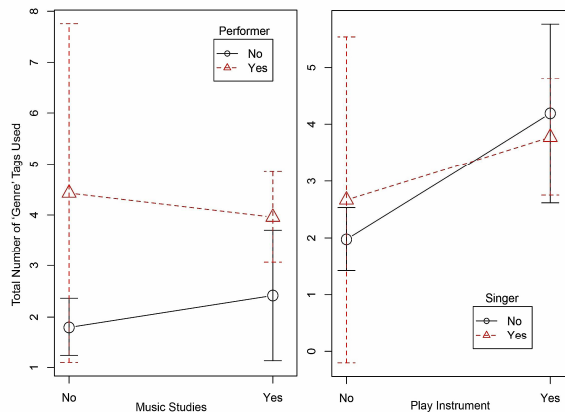 Total Number of 'Genre' Tags Used
8
7
6
5
4
3
2
1
Performer
No
Yes
No
Yes
Music Studies
5
4
3
2
1
0
Singer
No
Yes
No
Yes
Play Instrument